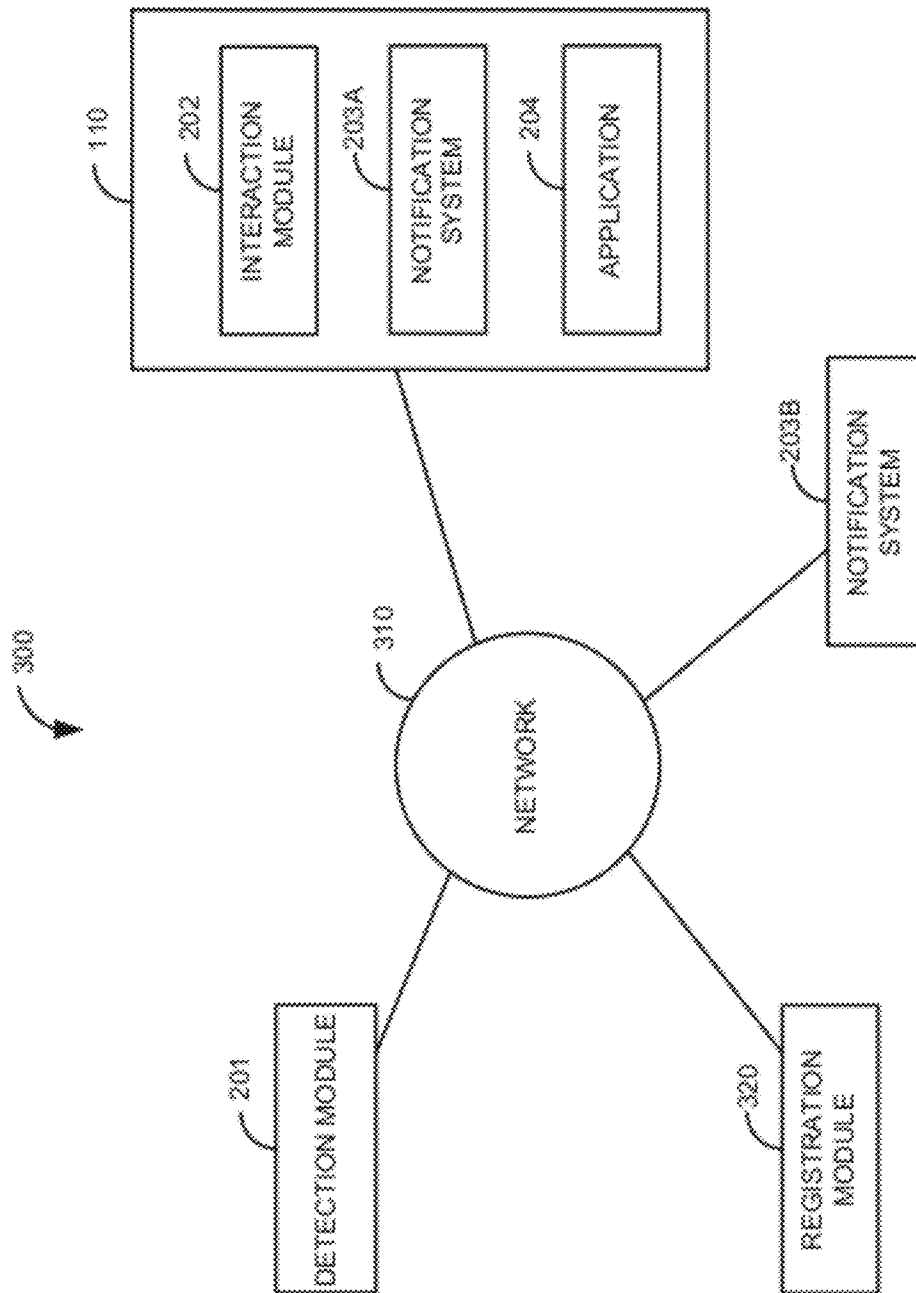 300
110
202
INTERACTION
MODULE
203A
NOTIFICATION
SYSTEM
204
APPLICATION
310
NETWORK
201
DETECTION MODULE
320
REGISTRATION
MODULE
203B
NOTIFICATION
SYSTEM